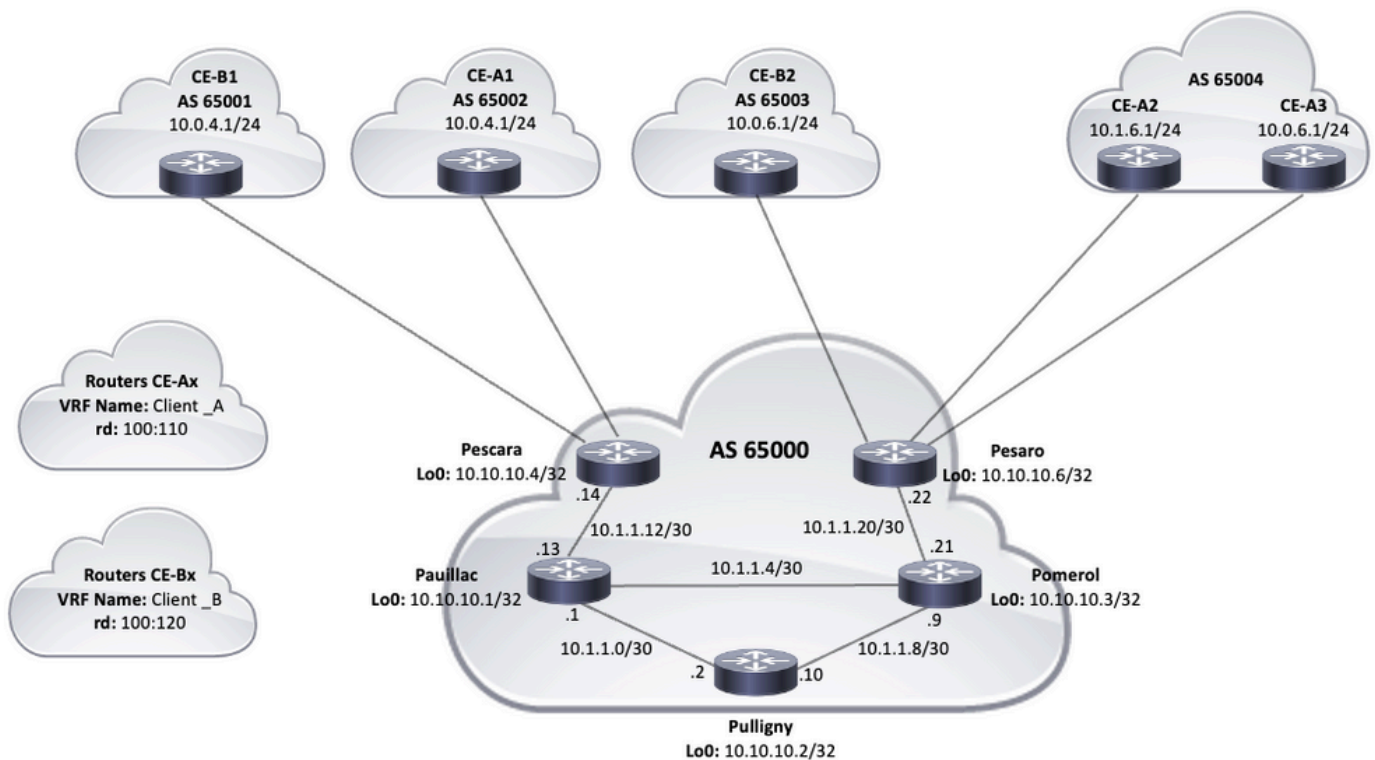 CE-B1
AS 65001
10.0.4.1/24
CE-A1
AS 65002
10.0.4.1/24
CE-B2
AS 65003
10.0.6.1/24
AS 65004
CE-A2
10.1.6.1/24
CE-A3
10.0.6.1/24
Routers CE-Ax
VRF Name: Client _A
rd: 100:110
Routers CE-Bx
VRF Name: Client _B
rd: 100:120
AS 65000
Pescara
Lo0: 10.10.10.4/32
.14
Pesaro
Lo0: 10.10.10.6/32
.22
10.1.1.12/30
10.1.1.20/30
.13
.21
Pauillac
Lo0: 10.10.10.1/32
10.1.1.4/30
Pomerol
Lo0: 10.10.10.3/32
.1
.9
10.1.1.0/30
10.1.1.8/30
.2
.10
Pulligny
Lo0: 10.10.10.2/32